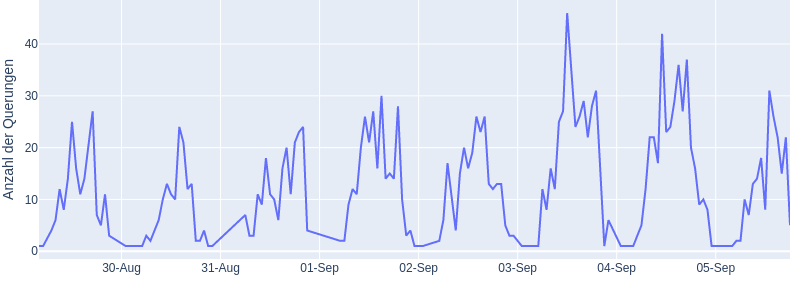 Anzahl der Querungen
40
30
20
10
0
30-Aug
31-Aug
01-Sep
02-Sep
03-Sep
04-Sep
05-Sep